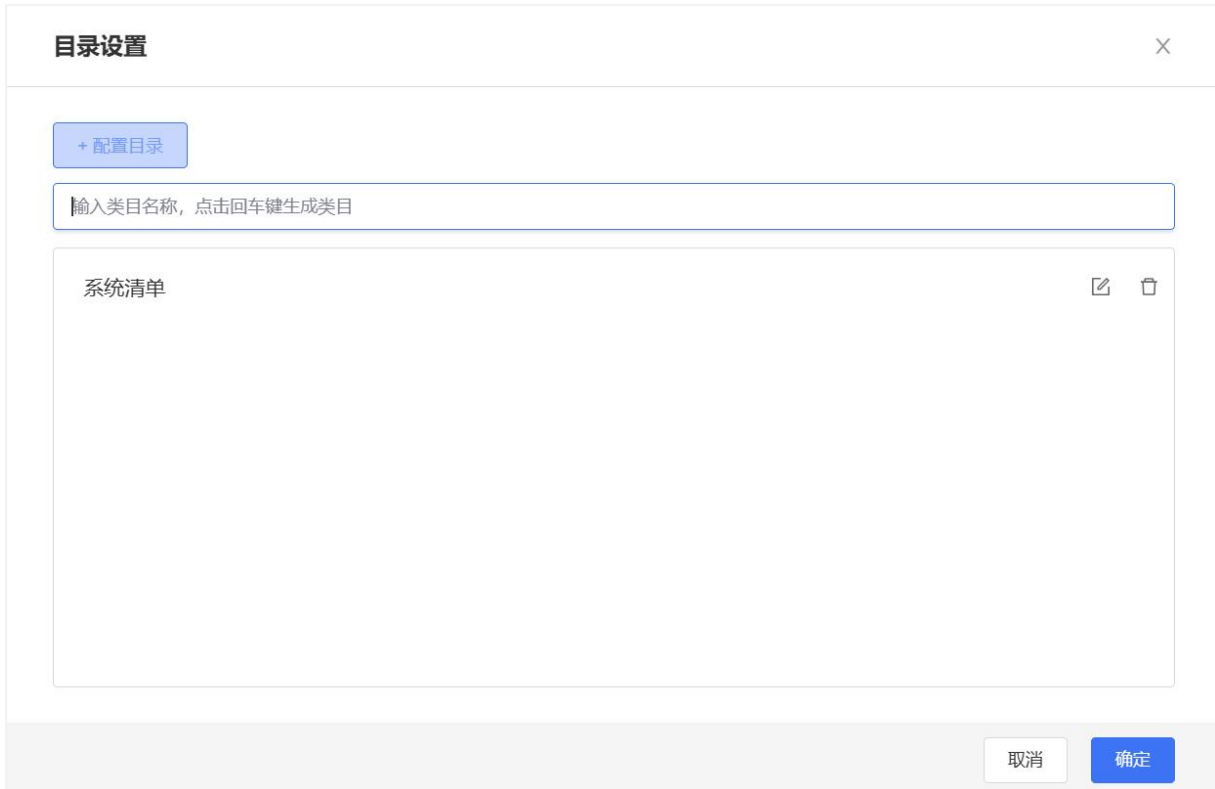 目录设置
+ 配置目录
输入类目名称，点击回车键生成类目
系统清单
取消
确定